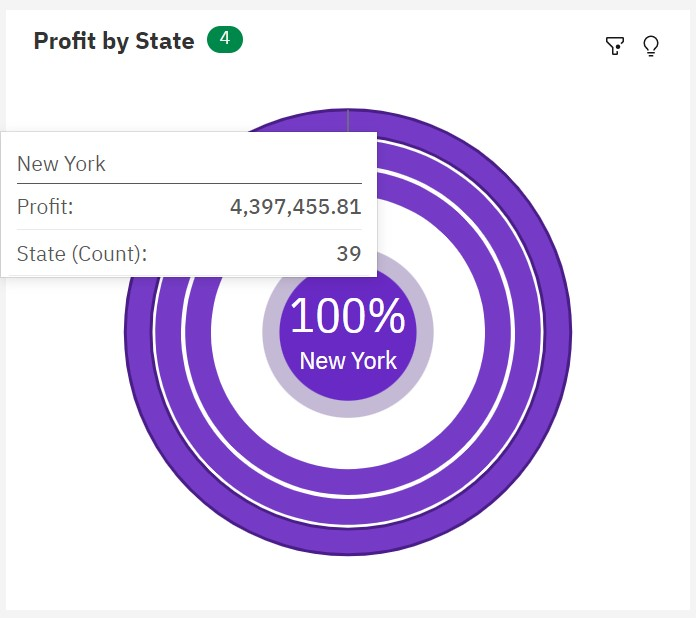 Profit by State 4
New York
Profit: 4,397,455.81
State (Count): 39
100%
New York